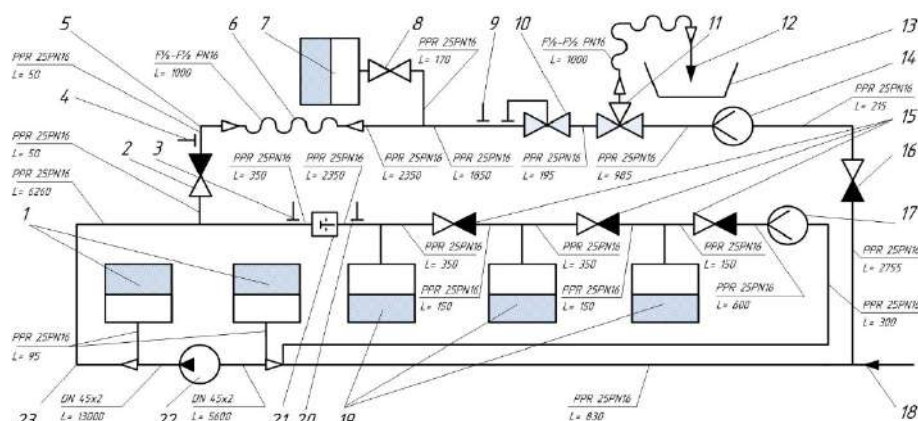 5
6
7
8
9
10
11
12
13
14
PPR 25PN16
L= 50
F½-F½ PN16
L= 1000
PPR 25PN16
L= 170
F½-F½ PN16
L= 1000
PPR 25PN16
L= 215
4
15
PPR 25PN16
L= 50
2
3
PPR 25PN16
L= 350
PPR 25PN16
L= 2350
PPR 25PN16
L= 2350
PPR 25PN16
L= 1850
PPR 25PN16
L= 195
PPR 25PN16
L= 985
16
PPR 25PN16
L= 6260
1
17
PPR 25PN16
L= 350
PPR 25PN16
L= 350
PPR 25PN16
L= 150
PPR 25PN16
L= 2755
PPR 25PN16
L= 150
PPR 25PN16
L= 150
PPR 25PN16
L= 600
PPR 25PN16
L= 300
PPR 25PN16
L= 95
23
DN 45x2
L= 13000
22
DN 45x2
L= 5600
21
20
19
PPR 25PN16
L= 830
18